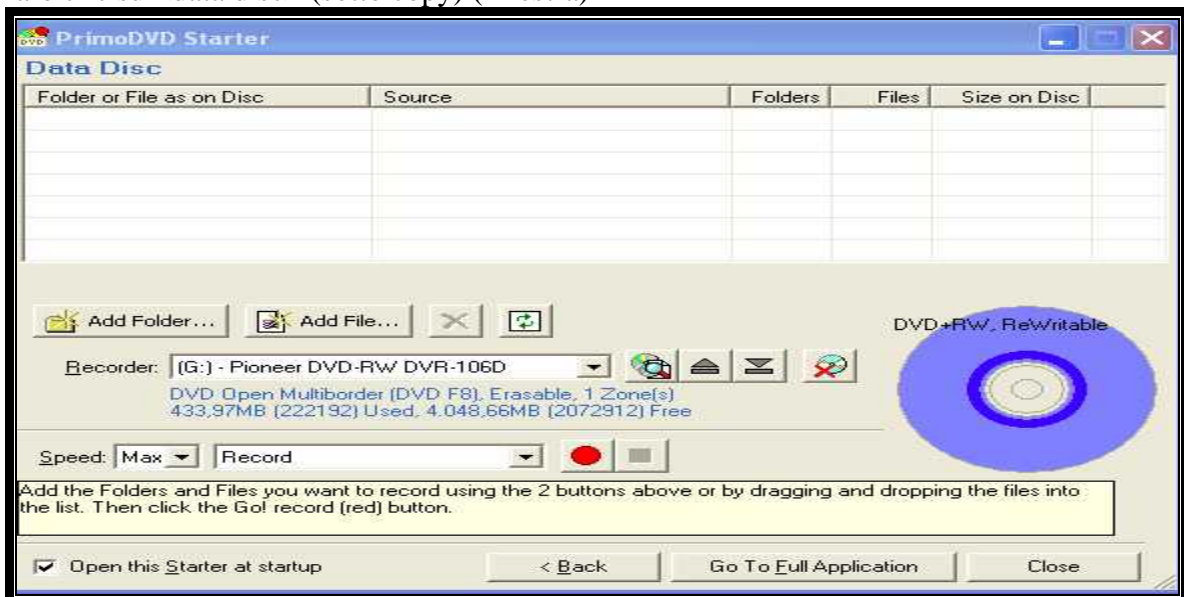 PrimoDVD Starter
Data Disc
Folder or File as on Disc Source Folders Files Size on Disc
Add Folder... Add File...
DVD+RW, ReWritable
Recorder: (G:) - Pioneer DVD-RW DVR-106D
DVD Open Multiborder (DVD F8), Erasable, 1 Zone(s)
433,97MB (222192) Used, 4.048,66MB (2072912) Free
Speed: Max Record
Add the Folders and Files you want to record using the 2 buttons above or by dragging and dropping the files into
the list. Then click the Go! record (red) button.
Open this Starter at startup < Back Go To Full Application Close